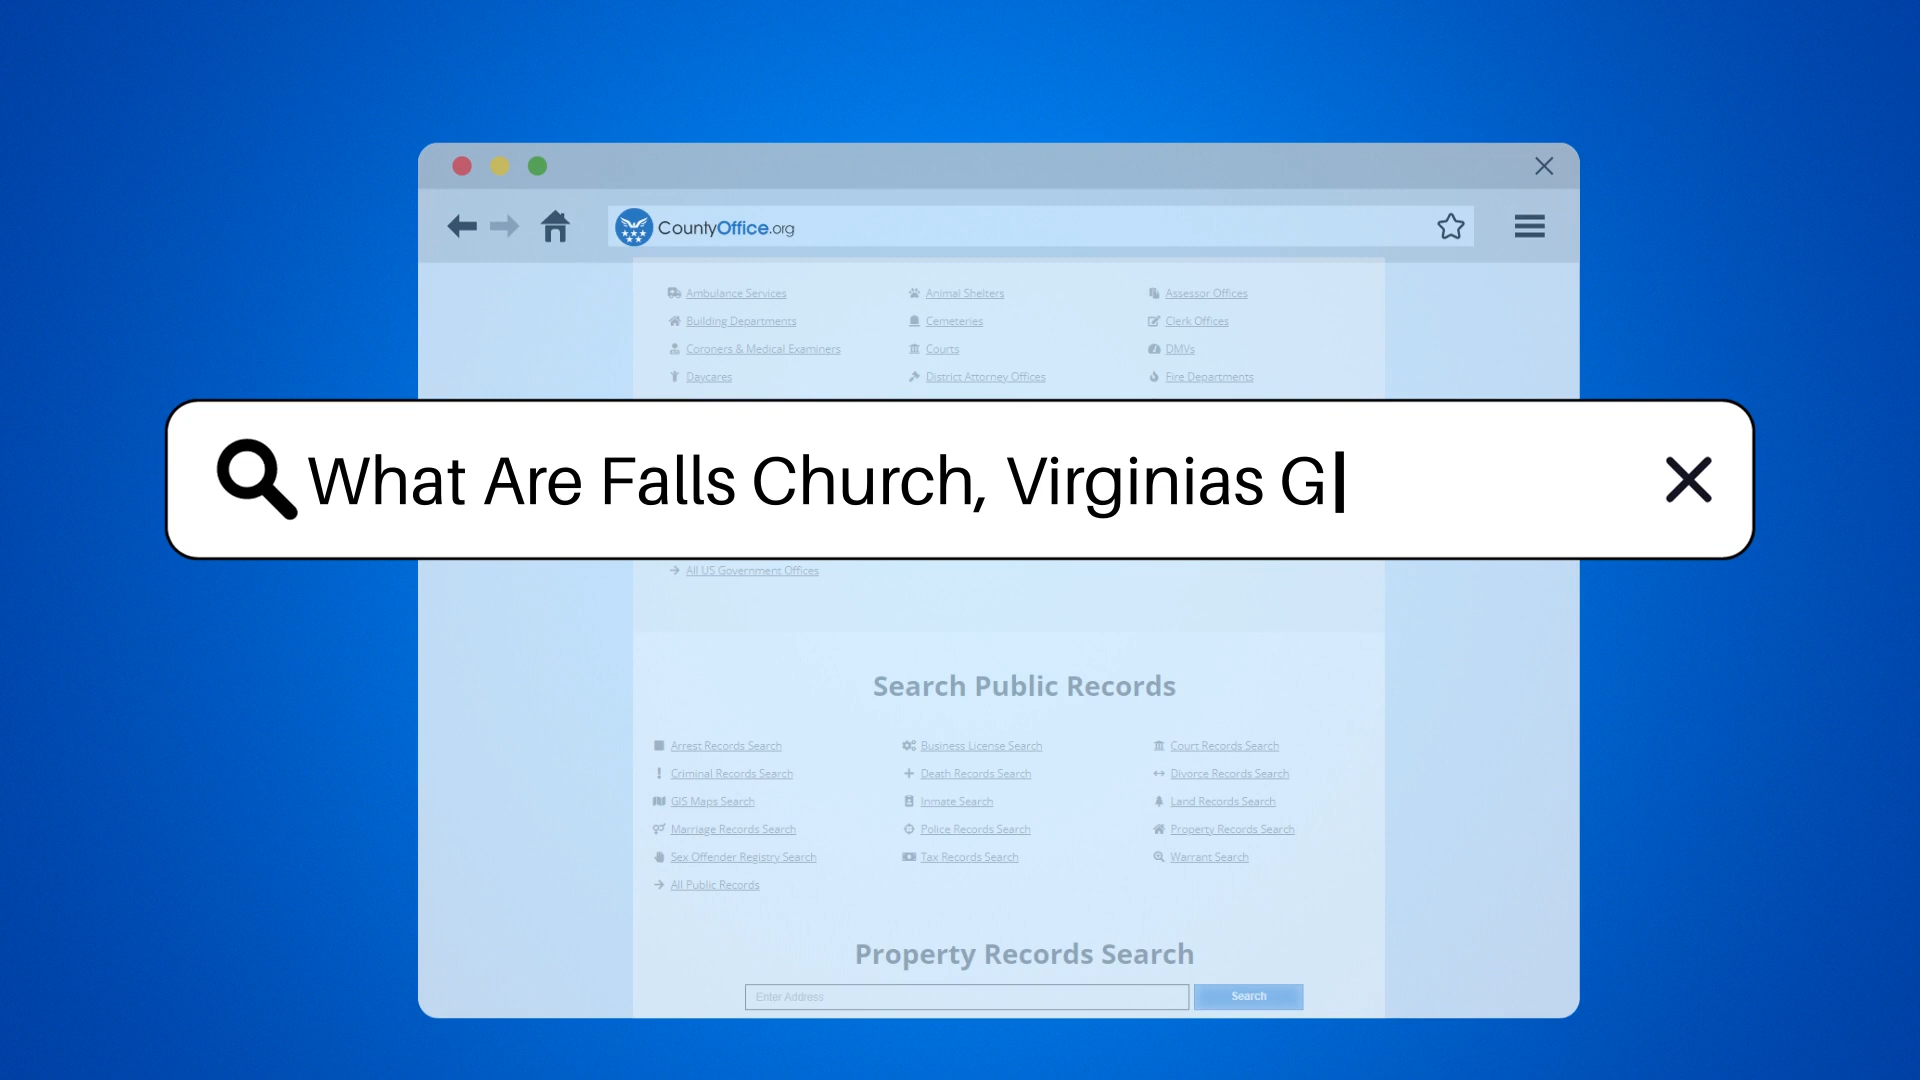 CountyOffice.org
Ambulance Services Animal Shelters Assessor Offices
Building Departments Cemeteries Clerk Offices
Coroners & Medical Examiners Courts DMVs
Daycares District Attorney Offices Fire Departments
What Are Falls Church, Virginias G
All US Government Offices
Search Public Records
Arrest Records Search Business License Search Court Records Search
Criminal Records Search Death Records Search Divorce Records Search
GIS Maps Search Inmate Search Land Records Search
Marriage Records Search Police Records Search Property Records Search
Sex Offender Registry Search Tax Records Search Warrant Search
All Public Records
Property Records Search
Enter Address Search